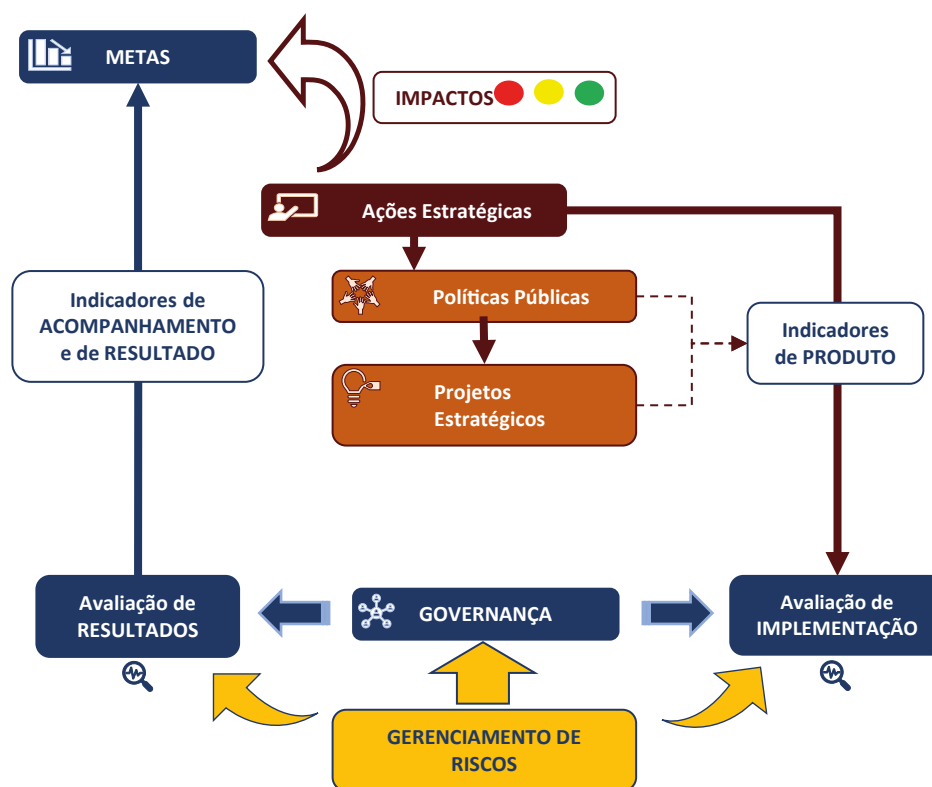 METAS
IMPACTOS
Ações Estratégicas
Políticas Públicas
Indicadores de
ACOMPANHAMENTO
e de RESULTADO
Indicadores
de PRODUTO
Projetos
Estratégicos
Avaliação de
RESULTADOS
GOVERNANÇA
Avaliação de
IMPLEMENTAÇÃO
GERENCIAMENTO DE
RISCOS